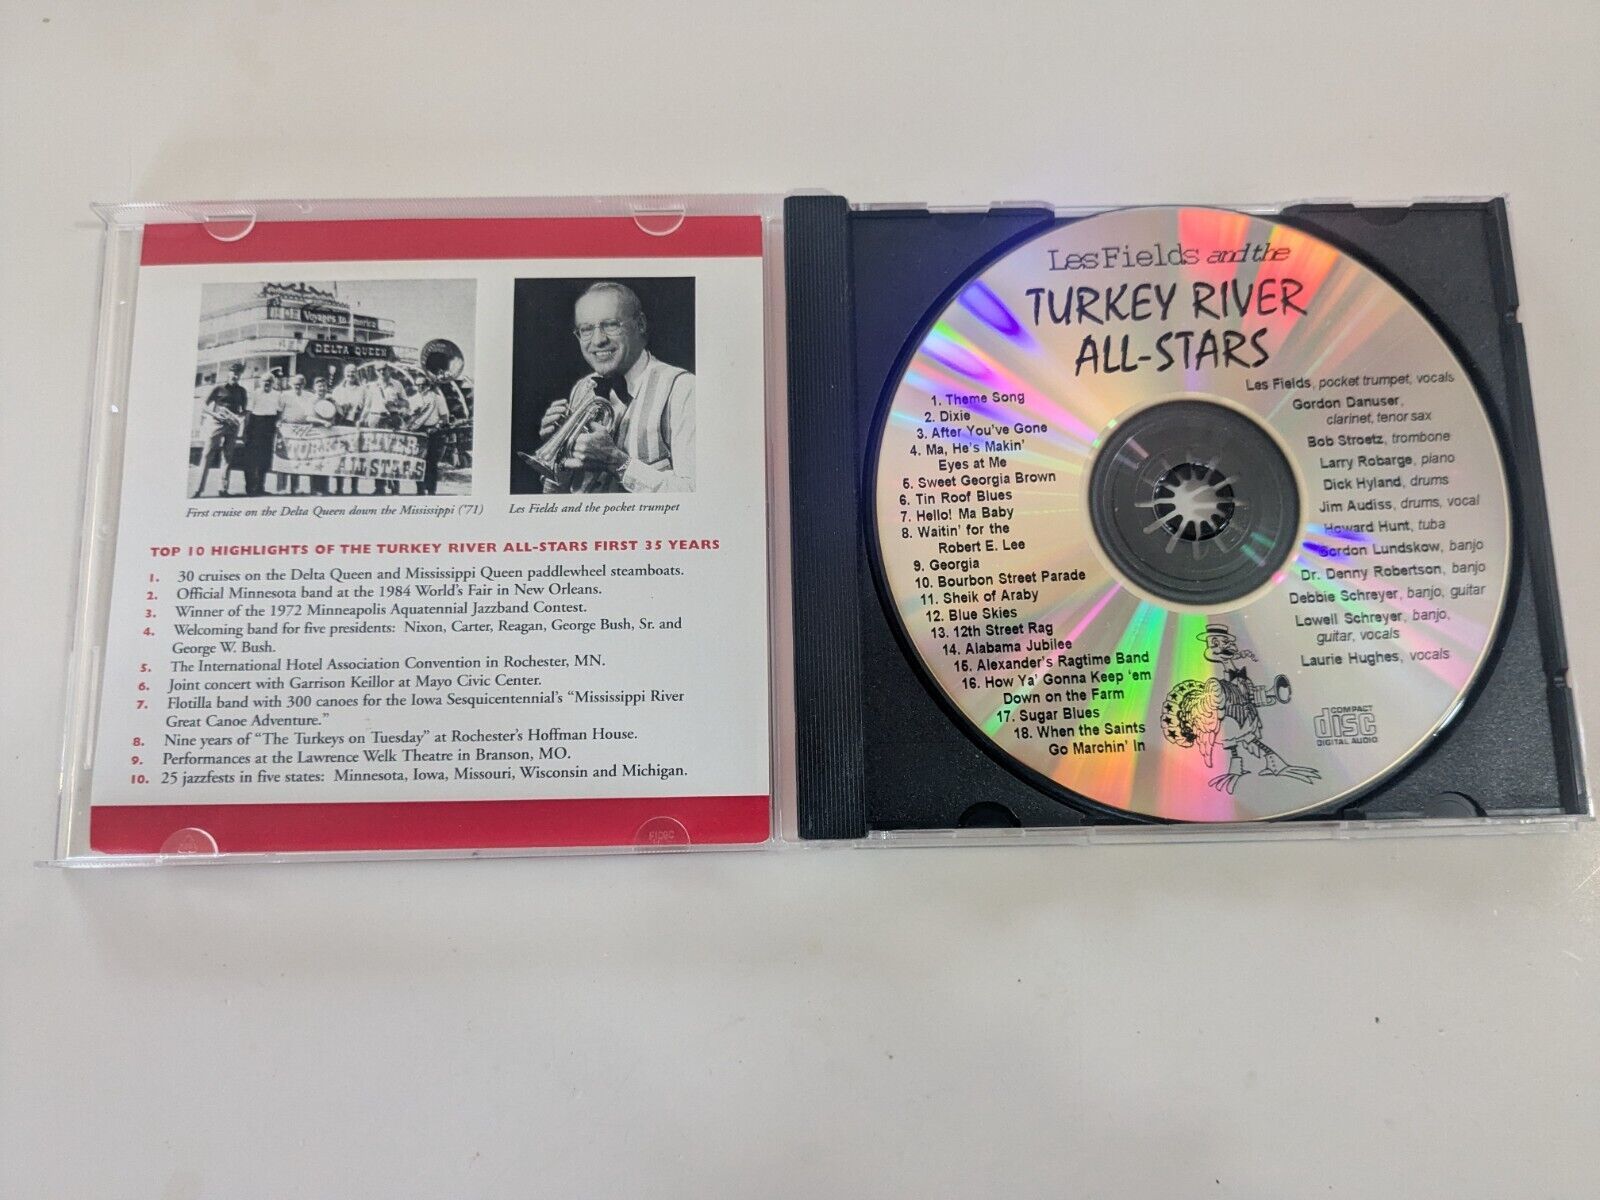 Voyages to America
DELTA QUEEN
THE
TURKEY RIVER
ALL STARS
First cruise on the Delta Queen down the Mississippi ('71)
Les Fields and the pocket trumpet
TOP 10 HIGHLIGHTS OF THE TURKEY RIVER ALL-STARS FIRST 35 YEARS
1. 30 cruises on the Delta Queen and Mississippi Queen paddlewheel steamboats.
2. Official Minnesota band at the 1984 World's Fair in New Orleans.
3. Winner of the 1972 Minneapolis Aquatennial Jazzband Contest.
4. Welcoming band for five presidents: Nixon, Carter, Reagan, George Bush, Sr. and
George W. Bush.
5. The International Hotel Association Convention in Rochester, MN.
6. Joint concert with Garrison Keillor at Mayo Civic Center.
7. Flotilla band with 300 canoes for the Iowa Sesquicentennial's "Mississippi River
Great Canoe Adventure."
8. Nine years of "The Turkeys on Tuesday" at Rochester's Hoffman House.
9. Performances at the Lawrence Welk Theatre in Branson, MO.
10. 25 jazzfests in five states: Minnesota, Iowa, Missouri, Wisconsin and Michigan.
Les Fields and the
TURKEY RIVER
ALL-STARS
1. Theme Song
2. Dixie
3. After You've Gone
4. Ma, He's Makin'
Eyes at Me
5. Sweet Georgia Brown
6. Tin Roof Blues
7. Hello! Ma Baby
8. Waitin' for the
Robert E. Lee
9. Georgia
10. Bourbon Street Parade
11. Sheik of Araby
12. Blue Skies
13. 12th Street Rag
14. Alabama Jubilee
15. Alexander's Ragtime Band
16. How Ya' Gonna Keep 'em
Down on the Farm
17. Sugar Blues
18. When the Saints
Go Marchin' In
Les Fields, pocket trumpet, vocals
Gordon Danuser,
clarinet, tenor sax
Bob Stroetz, trombone
Larry Robarge, piano
Dick Hyland, drums
Jim Audiss, drums, vocal
Howard Hunt, tuba
Gordon Lundskow, banjo
Dr. Denny Robertson, banjo
Debbie Schreyer, banjo, guitar
Lowell Schreyer, banjo,
guitar, vocals
Laurie Hughes, vocals
COMPACT
disc
DIGITAL AUDIO